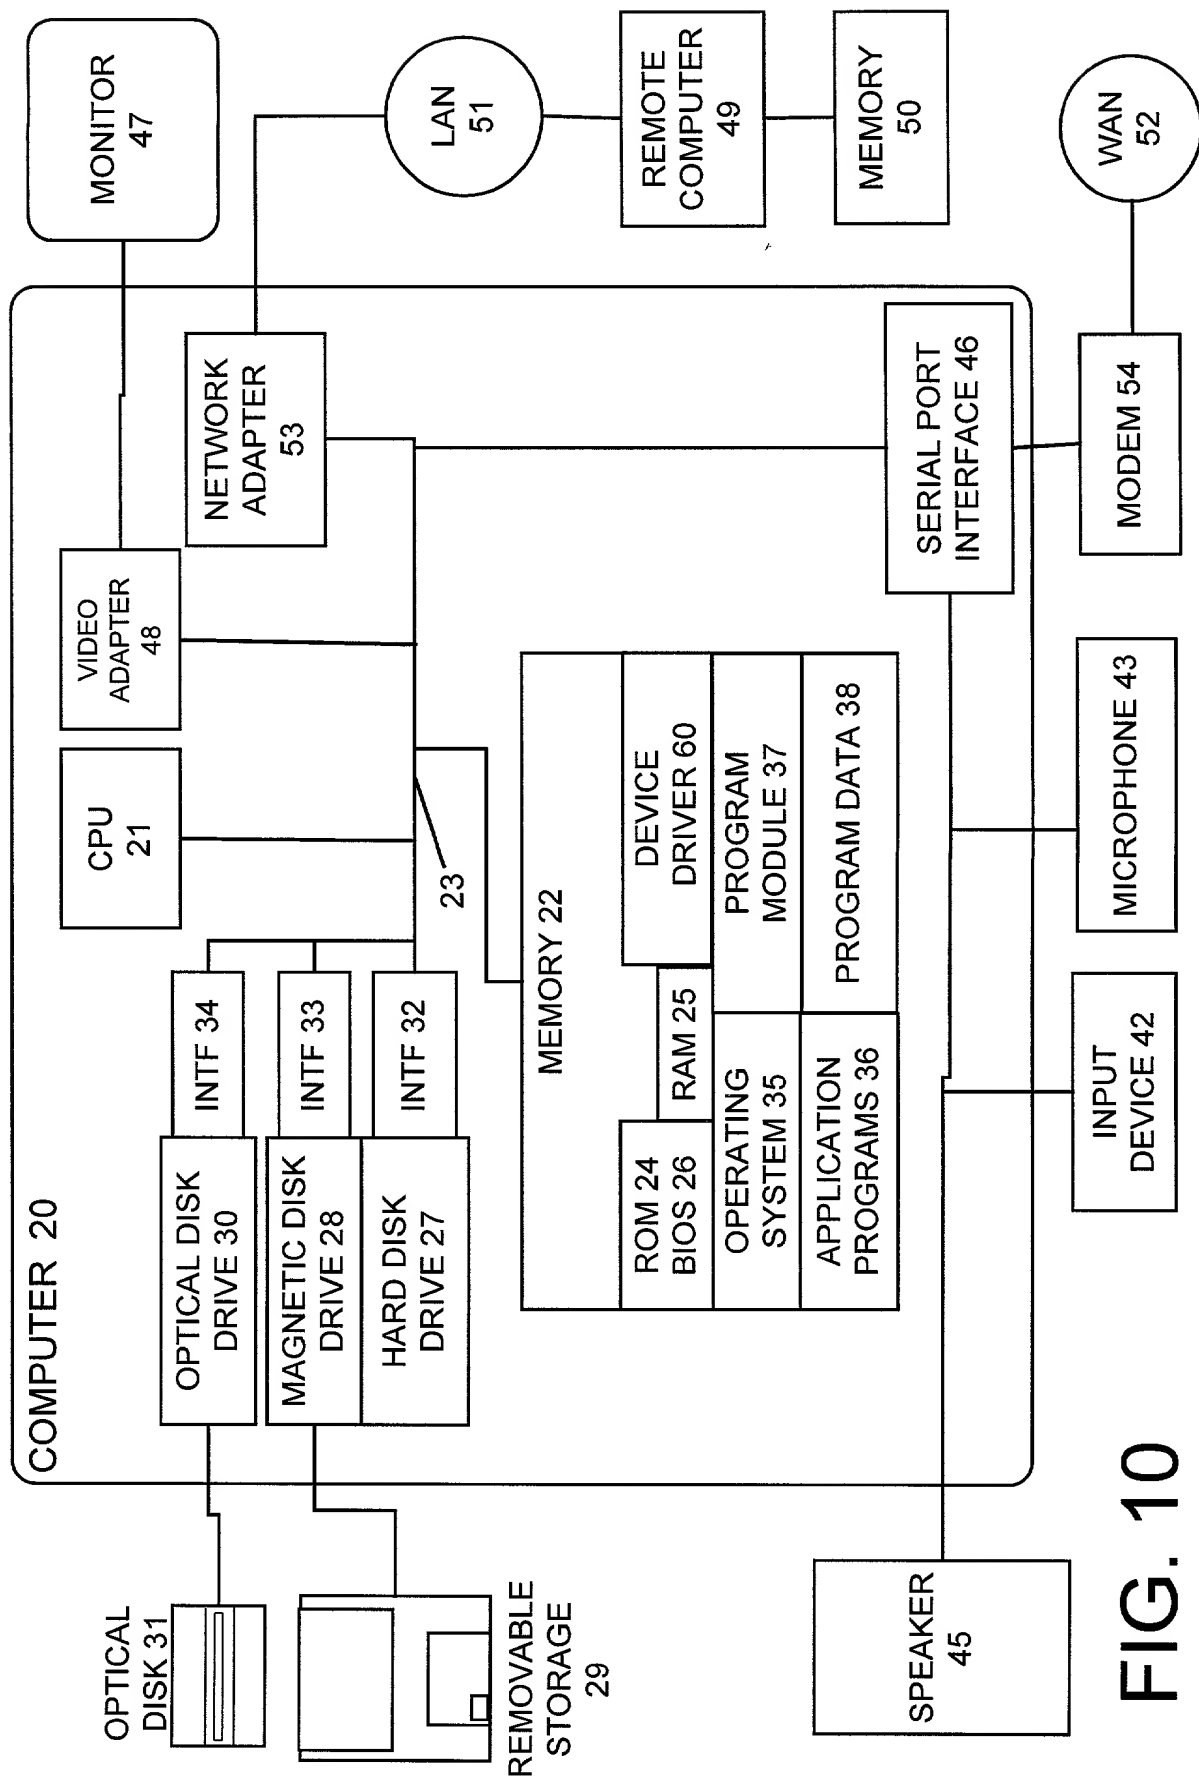 COMPUTER 20
OPTICAL
DISK 31
OPTICAL DISK
DRIVE 30
INTF 34
CPU
21
VIDEO
ADAPTER
48
MONITOR
47
REMOVABLE
STORAGE
29
MAGNETIC DISK
DRIVE 28
INTF 33
HARD DISK
DRIVE 27
INTF 32
23
NETWORK
ADAPTER
53
LAN
51
MEMORY 22
ROM 24
BIOS 26
RAM 25
DEVICE
DRIVER 60
OPERATING
SYSTEM 35
PROGRAM
MODULE 37
APPLICATION
PROGRAMS 36
PROGRAM DATA 38
REMOTE
COMPUTER
49
MEMORY
50
SPEAKER
45
SERIAL PORT
INTERFACE 46
INPUT
DEVICE 42
MICROPHONE 43
MODEM 54
WAN
52
FIG. 10